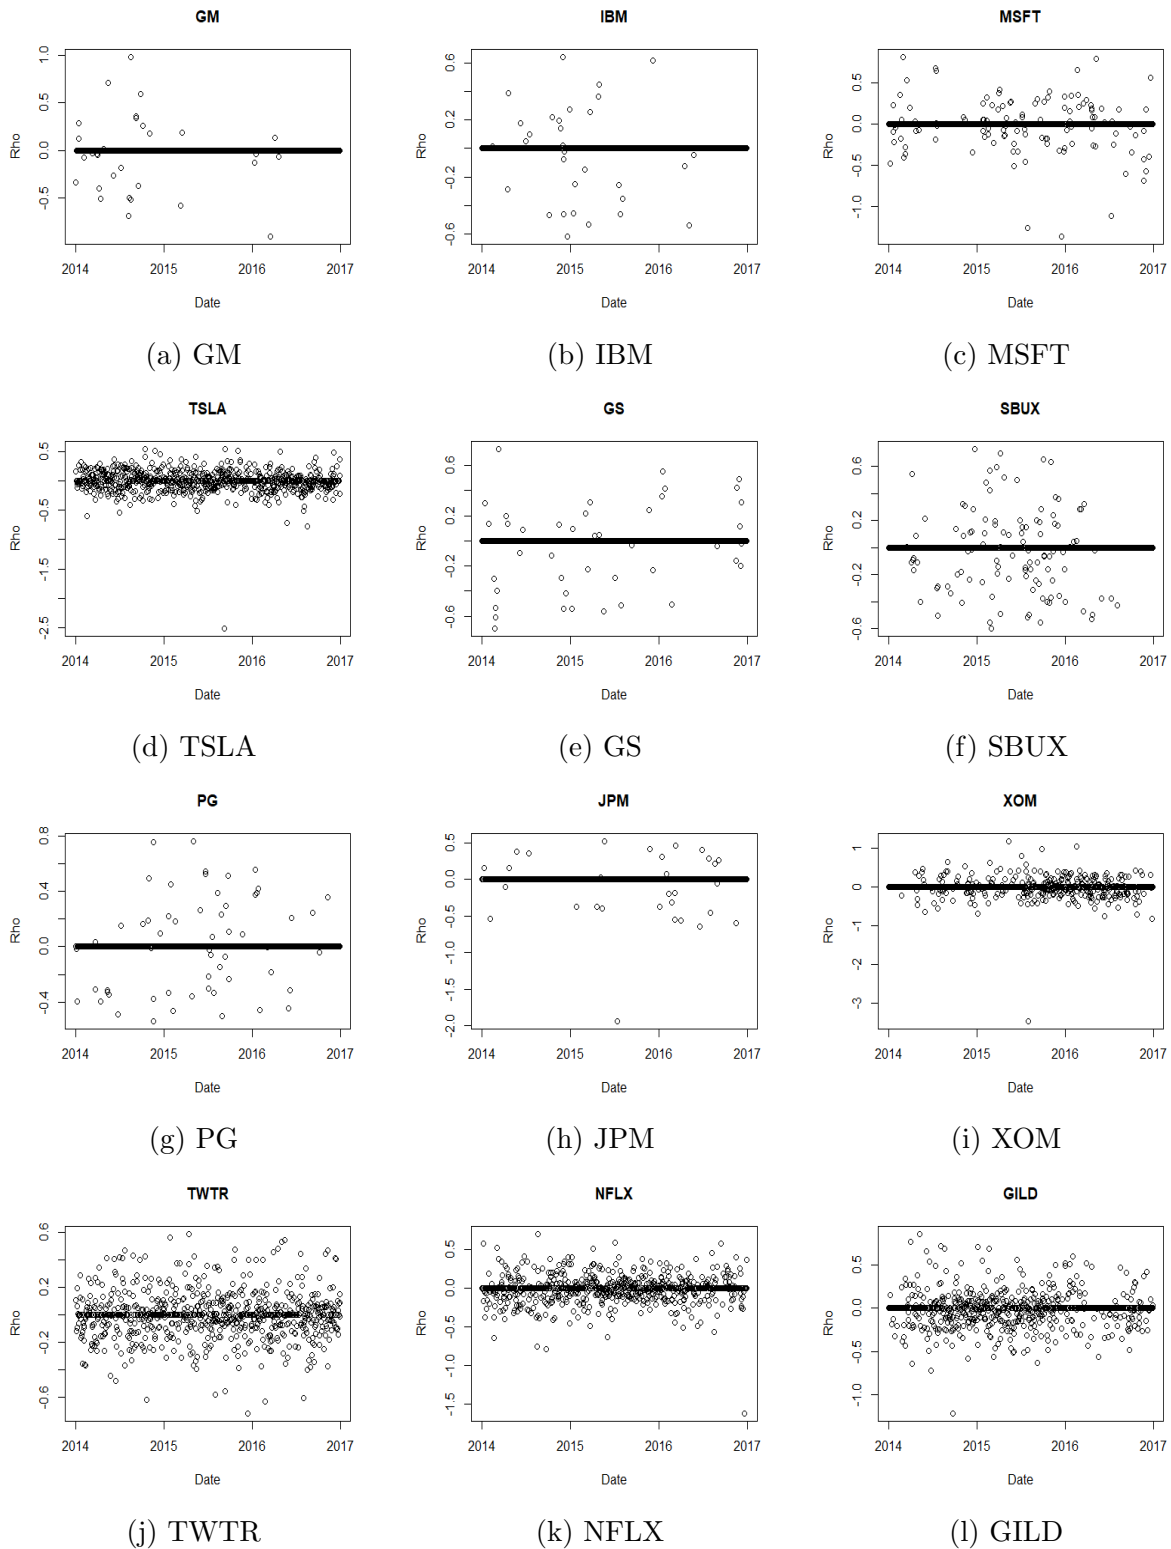 GM
IBM
MSFT
Rho
1.0
0.5
0.0
-0.5
2014 2015 2016 2017
Date
Rho
0.6
0.2
-0.2
-0.6
2014 2015 2016 2017
Date
Rho
0.5
0.0
-0.5
-1.0
2014 2015 2016 2017
Date
(a) GM
(b) IBM
(c) MSFT
TSLA
GS
SBUX
Rho
0.5
-0.5
-1.5
-2.5
2014 2015 2016 2017
Date
Rho
0.6
0.2
-0.2
-0.6
2014 2015 2016 2017
Date
Rho
0.6
0.2
-0.2
-0.6
2014 2015 2016 2017
Date
(d) TSLA
(e) GS
(f) SBUX
PG
JPM
XOM
Rho
0.8
0.4
0.0
-0.4
2014 2015 2016 2017
Date
Rho
0.5
0.0
-0.5
-1.0
-1.5
-2.0
2014 2015 2016 2017
Date
Rho
1
0
-1
-2
-3
2014 2015 2016 2017
Date
(g) PG
(h) JPM
(i) XOM
TWTR
NFLX
GILD
Rho
0.6
0.2
-0.2
-0.6
2014 2015 2016 2017
Date
Rho
0.5
0.0
-0.5
-1.0
-1.5
2014 2015 2016 2017
Date
Rho
0.5
0.0
-0.5
-1.0
2014 2015 2016 2017
Date
(j) TWTR
(k) NFLX
(l) GILD